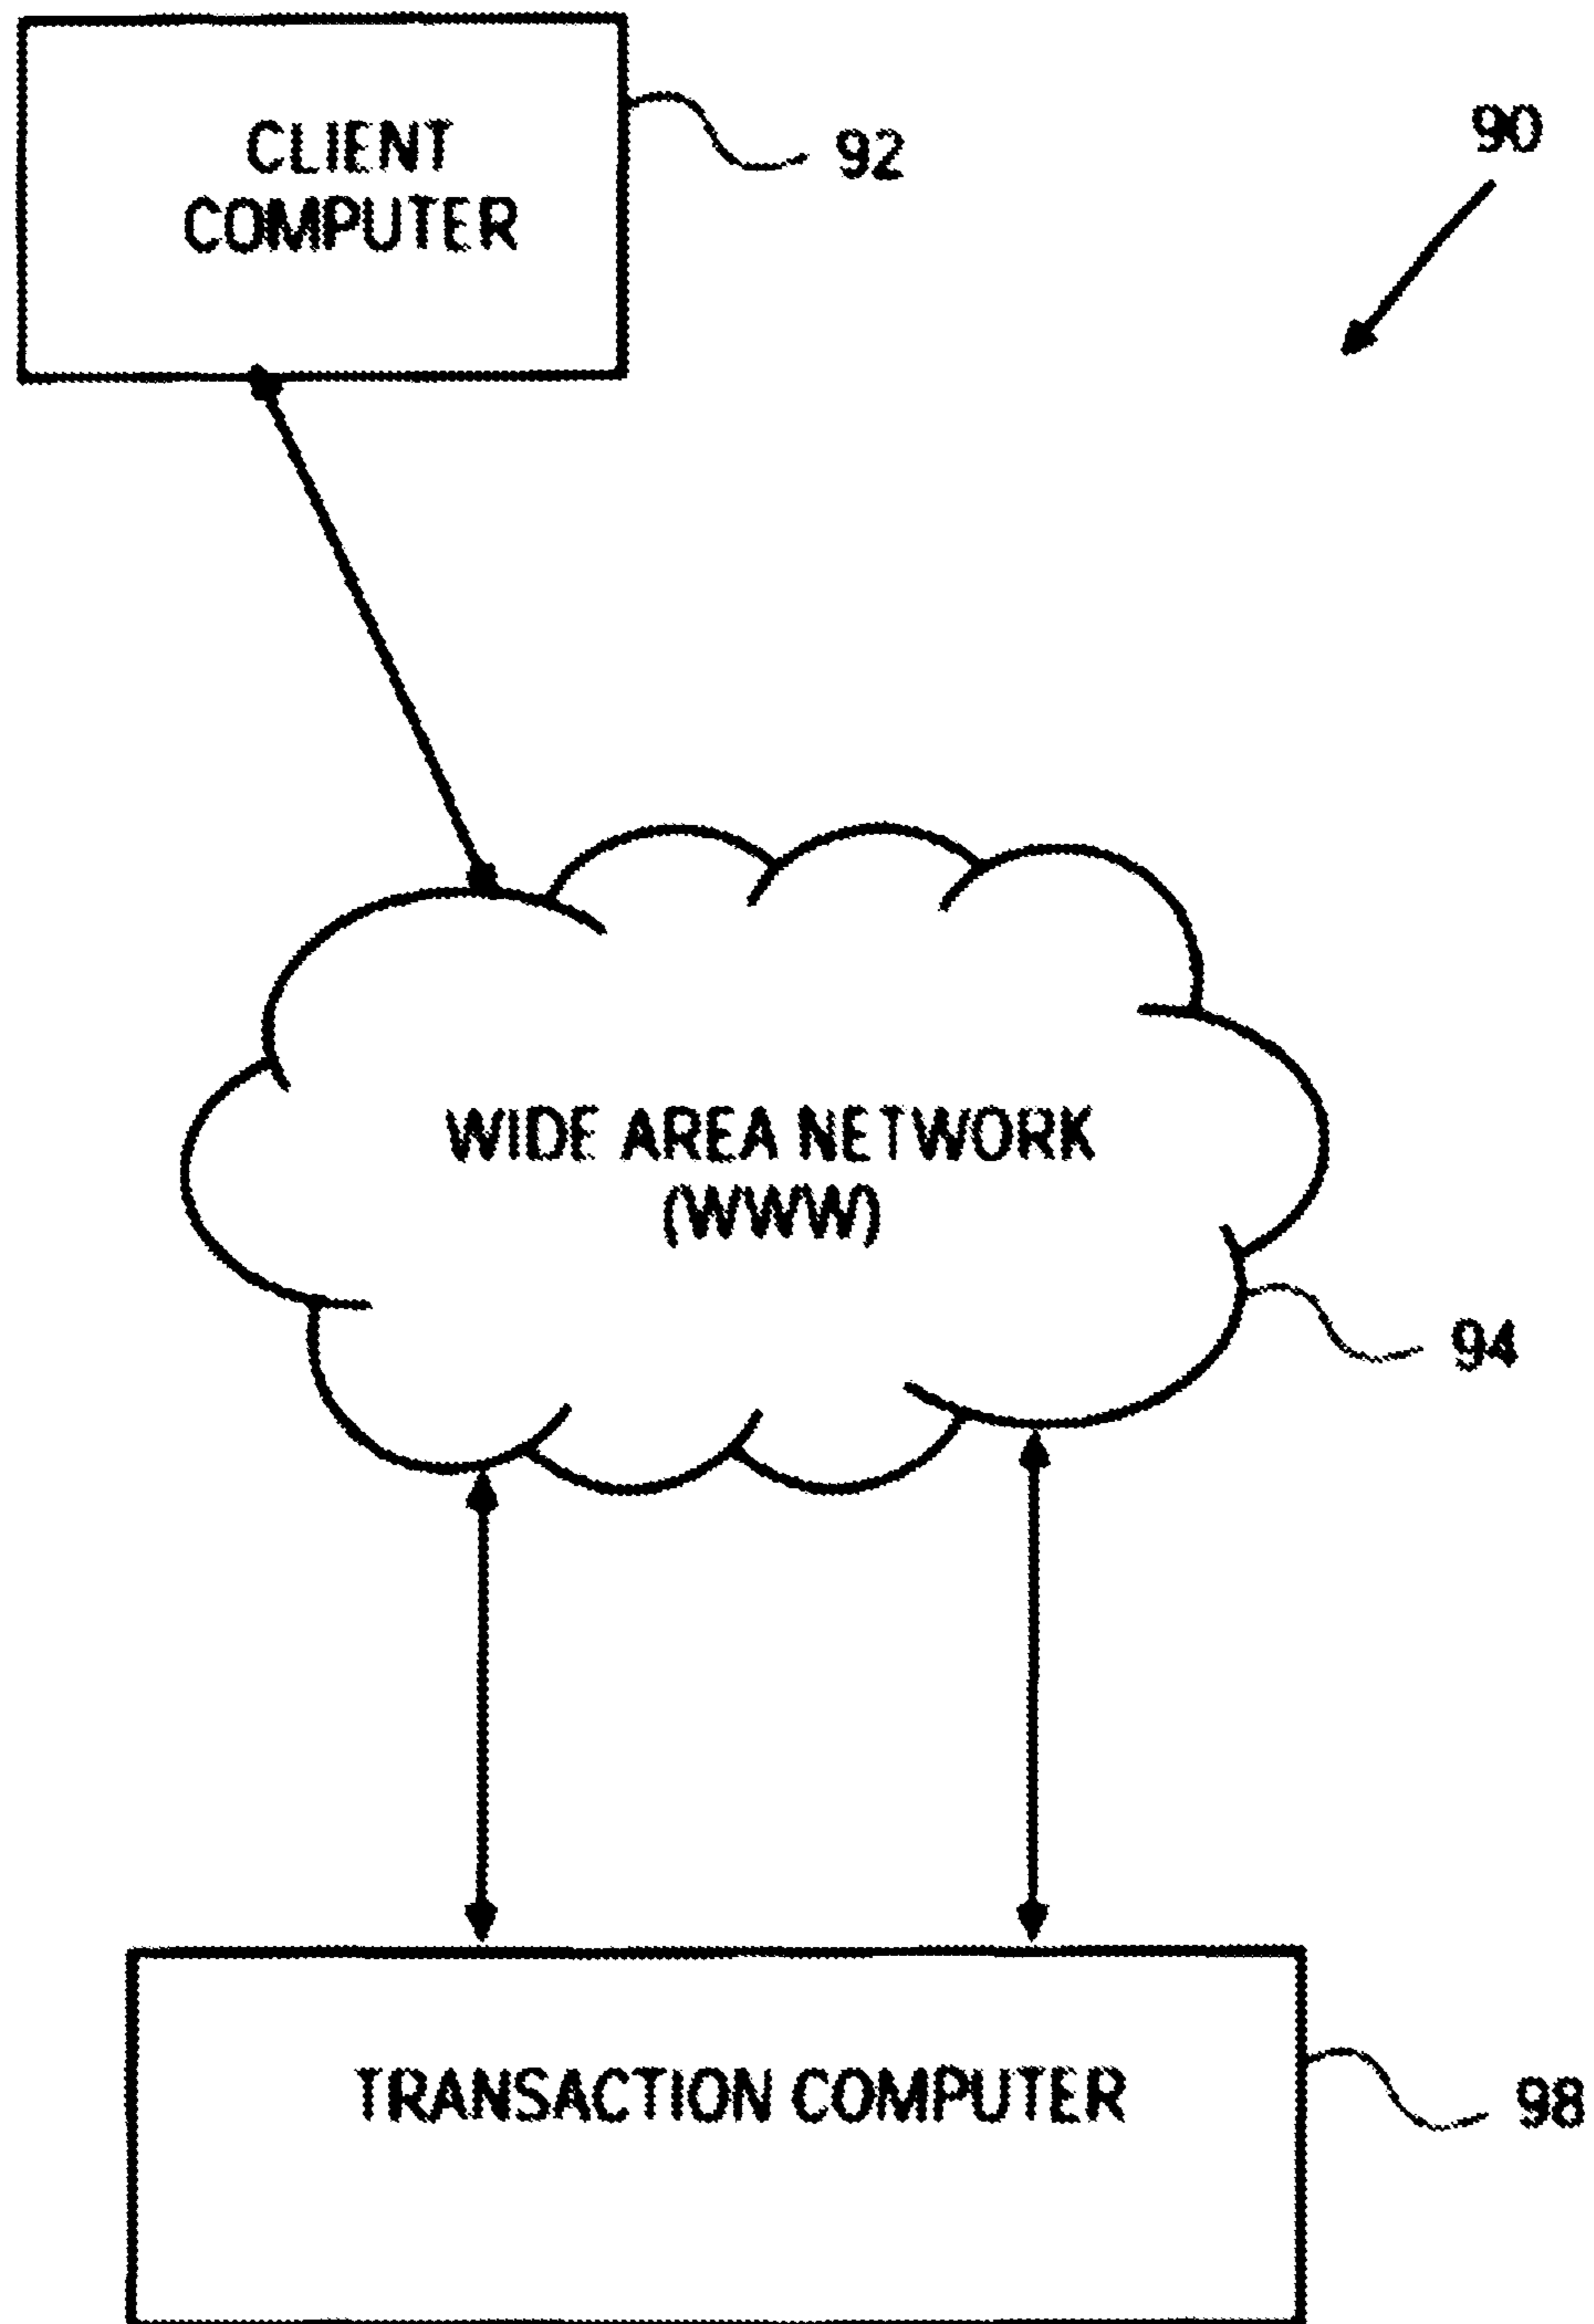 CLIENT
COMPUTER
92
90
WIDE AREA NETWORK
(WWW)
94
TRANSACTION COMPUTER
98